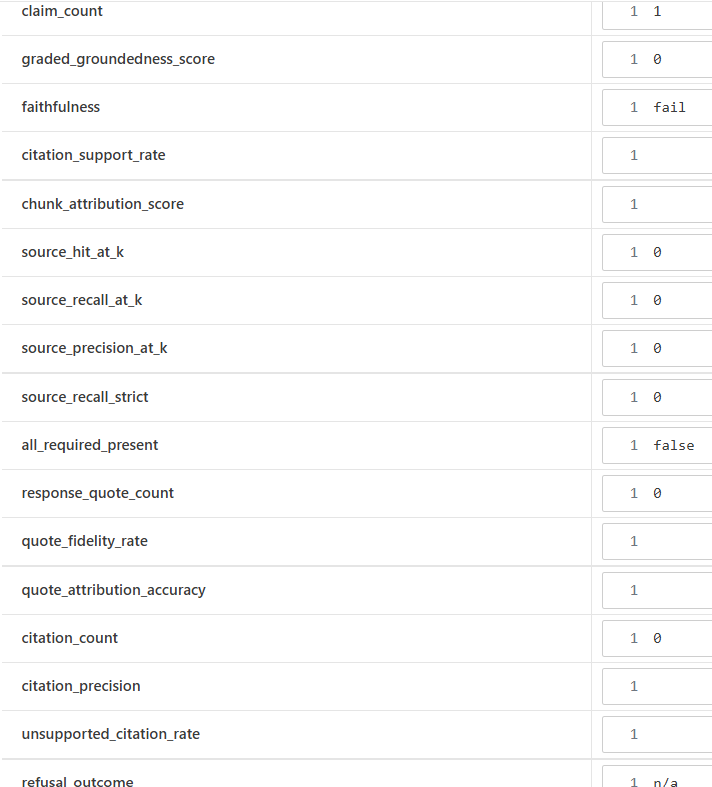 claim_count 1 1
graded_groundedness_score 1 0
faithfulness 1 fail
citation_support_rate 1
chunk_attribution_score 1
source_hit_at_k 1 0
source_recall_at_k 1 0
source_precision_at_k 1 0
source_recall_strict 1 0
all_required_present 1 false
response_quote_count 1 0
quote_fidelity_rate 1
quote_attribution_accuracy 1
citation_count 1 0
citation_precision 1
unsupported_citation_rate 1
refusal_outcome 1 n/a